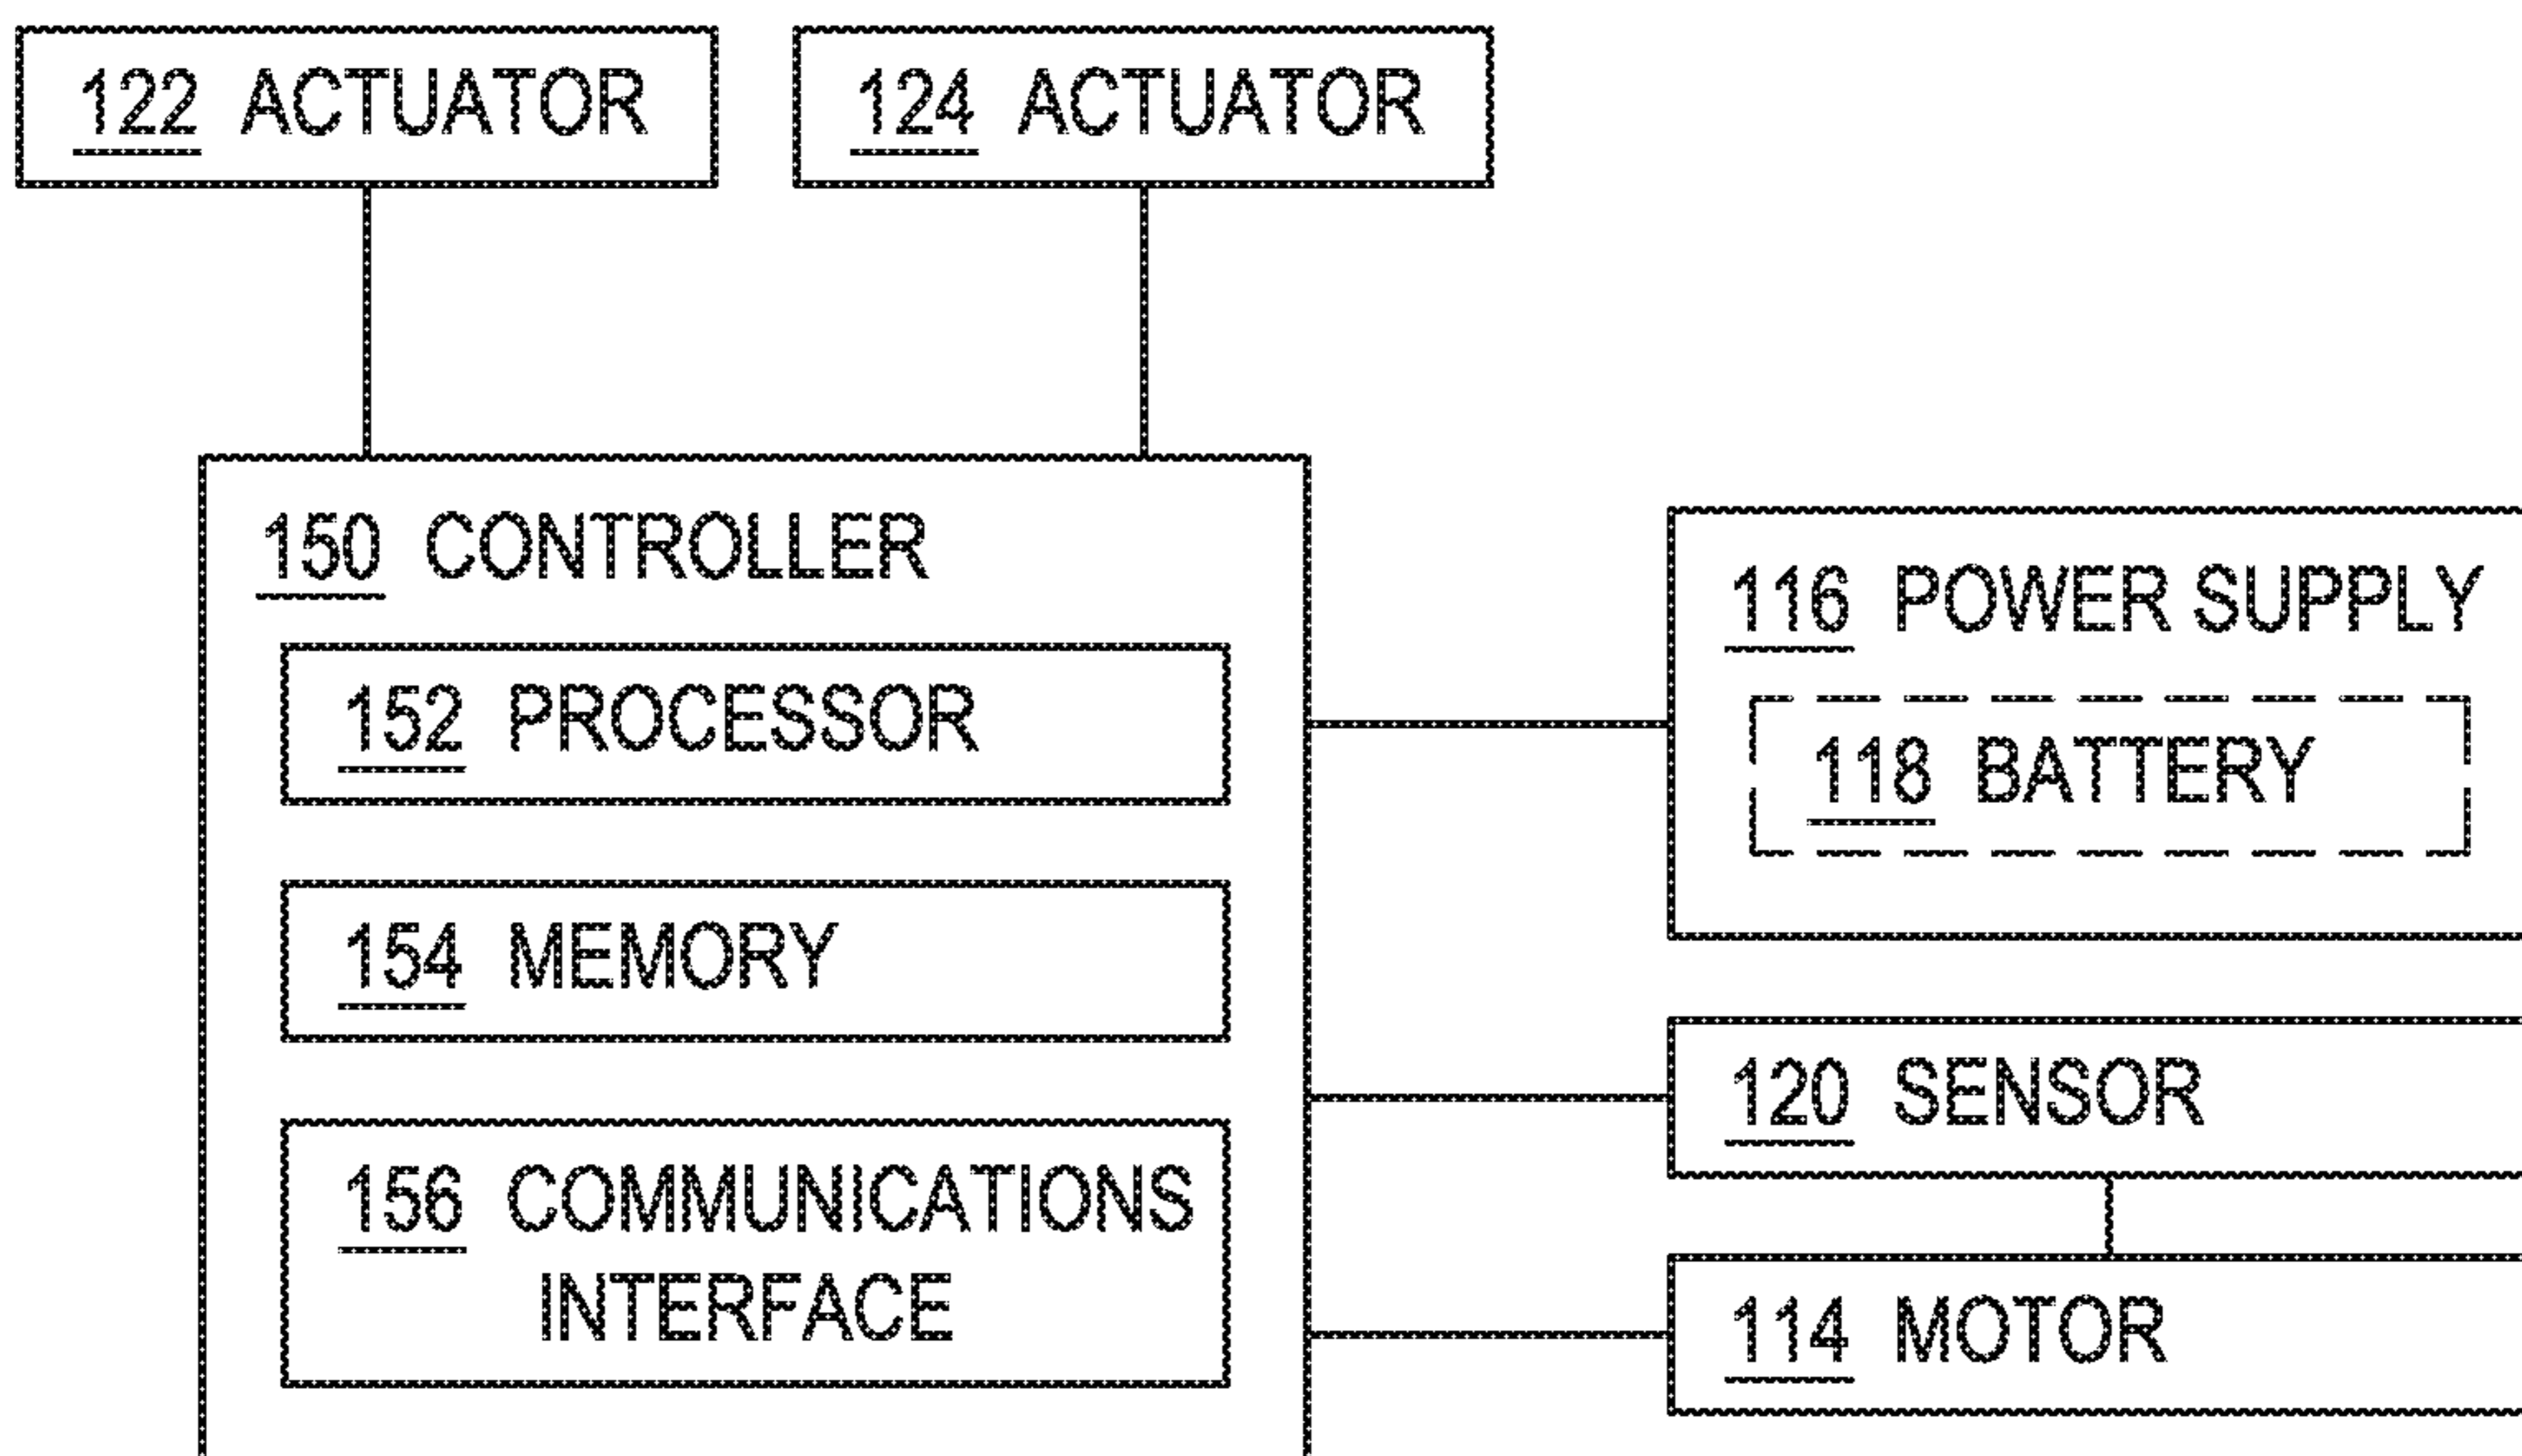 122 ACTUATOR
124 ACTUATOR
150 CONTROLLER
152 PROCESSOR
154 MEMORY
156 COMMUNICATIONS
INTERFACE
116 POWER SUPPLY
118 BATTERY
120 SENSOR
114 MOTOR